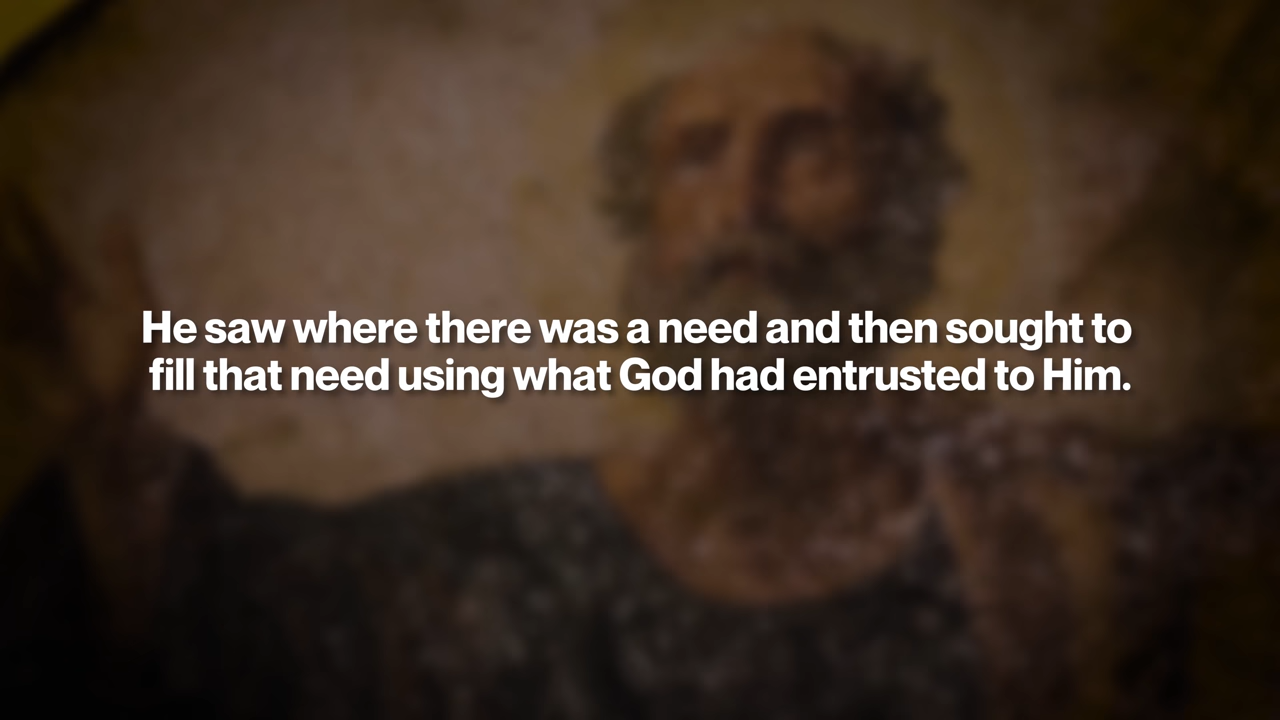 He saw where there was a need and then sought to
fill that need using what God had entrusted to Him.